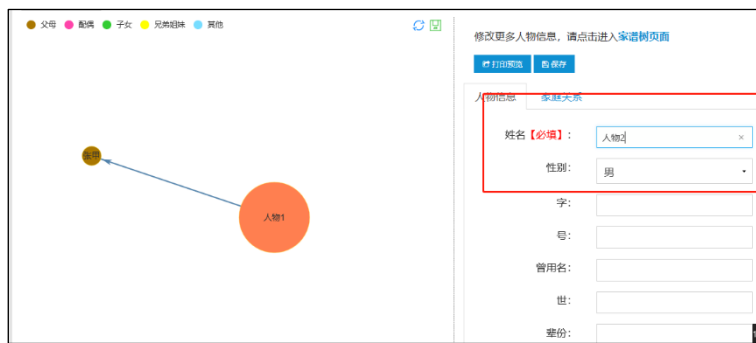 父母 配偶 子女 兄弟姐妹 其他
张甲
人物1
修改更多人物信息，请点击进入家谱树页面
打印预览 保存
人物信息 家庭关系
姓名【必填】： 人物2 ×
性别： 男
字：
号：
曾用名：
世：
辈份：